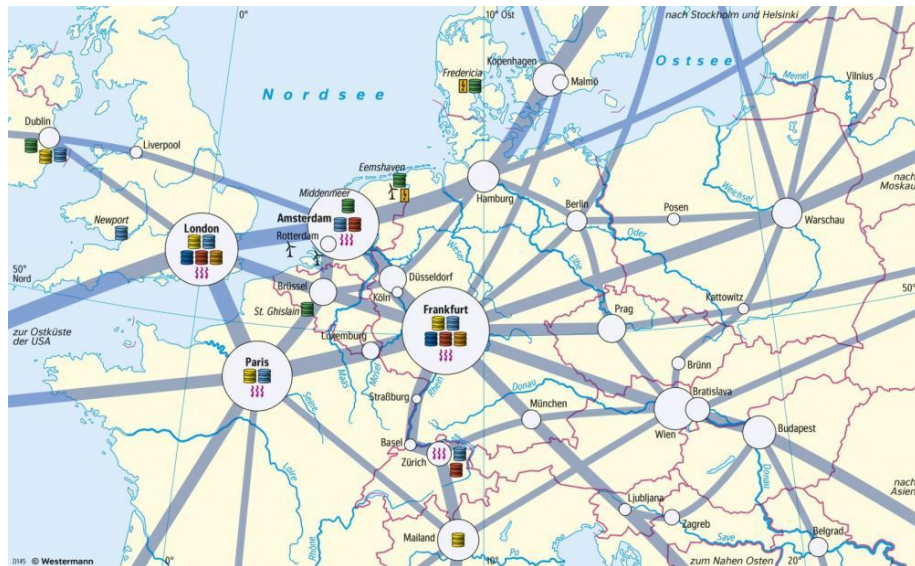 0°
10° Ost
nach Stockholm und Helsinki
Kopenhagen
Malmö
Ostsee
Memel
Vilnius
Fredericia
Nordsee
Dublin
Liverpool
Eemshaven
Middenmeer
Amsterdam
Rotterdam
Hamburg
Berlin
Posen
Weichsel
Warschau
nach
Moskau
Newport
London
Weser
Elbe
Oder
50°
Nord
Brüssel
St. Ghislain
Düsseldorf
Köln
Frankfurt
Prag
Kattowitz
50°
zur Ostküste
der USA
Luxemburg
Maas
Mosel
Rhein
Paris
Seine
Straßburg
Brünn
Donau
München
Bratislava
Wien
Budapest
Basel
Zürich
Loire
Donau
nach
Asien
Ljubljana
Zagreb
Save
Belgrad
Mailand
Rhône
Po
0145 © Westermann
0°
10°
zum Nahen Osten
20°